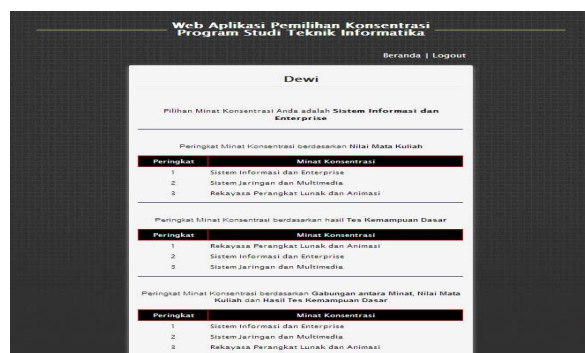 Web Aplikasi Pemilihan Konsentrasi
Program Studi Teknik Informatika
Beranda | Logout
Dewi
Pilihan Minat Konsentrasi Anda adalah Sistem Informasi dan
Enterprise
Peringkat Minat Konsentrasi berdasarkan Nilai Mata Kuliah
Peringkat Minat Konsentrasi
1 Sistem Informasi dan Enterprise
2 Sistem Jaringan dan Multimedia
3 Rekayasa Perangkat Lunak dan Animasi
Peringkat Minat Konsentrasi berdasarkan hasil Tes Kemampuan Dasar
Peringkat Minat Konsentrasi
1 Rekayasa Perangkat Lunak dan Animasi
2 Sistem Informasi dan Enterprise
3 Sistem Jaringan dan Multimedia
Peringkat Minat Konsentrasi berdasarkan Gabungan antara Minat, Nilai Mata
Kuliah dan Hasil Tes Kemampuan Dasar
Peringkat Minat Konsentrasi
1 Sistem Informasi dan Enterprise
2 Sistem Jaringan dan Multimedia
3 Rekayasa Perangkat Lunak dan Animasi